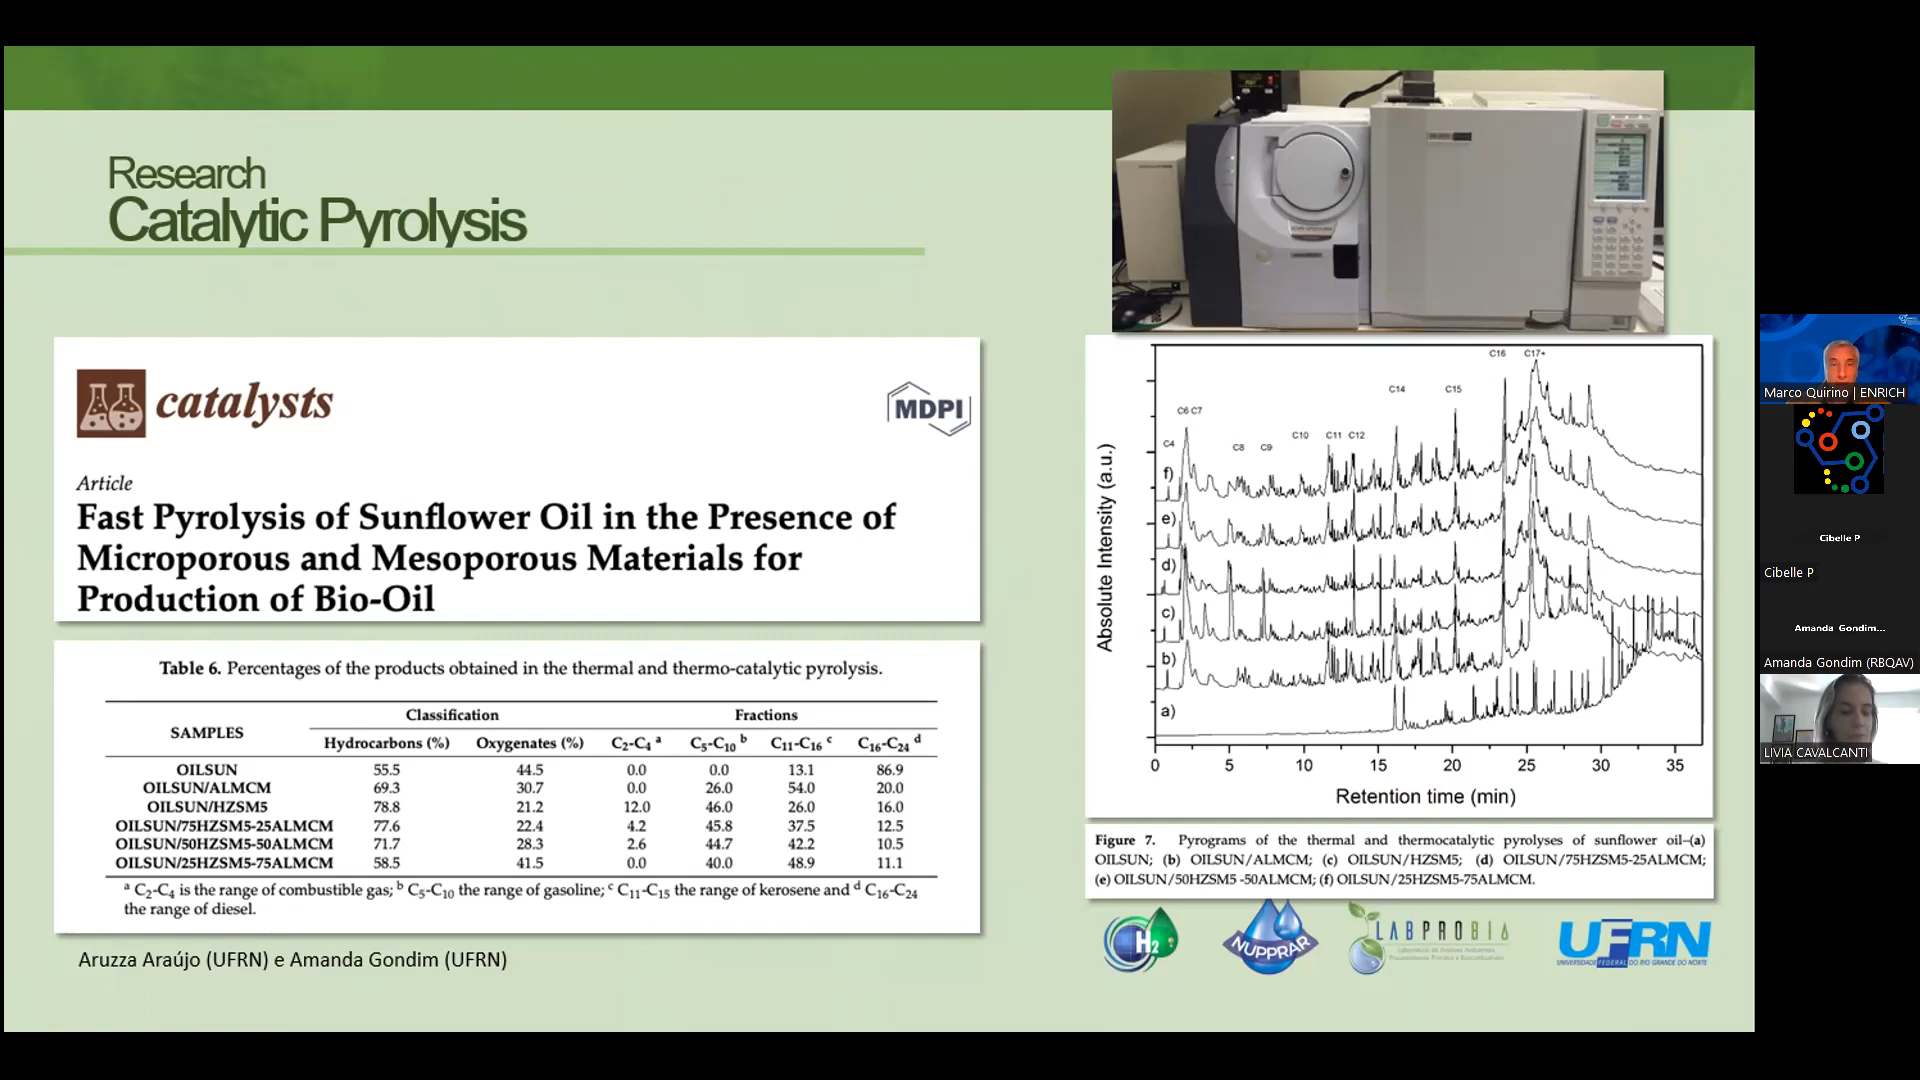 Research
Catalytic Pyrolysis
catalysts
MDPI
Article
Fast Pyrolysis of Sunflower Oil in the Presence of
Microporous and Mesoporous Materials for
Production of Bio-Oil
Table 6. Percentages of the products obtained in the thermal and thermo-catalytic pyrolysis.
SAMPLES Classification Fractions
Hydrocarbons (%) Oxygenates (%) C2-C4 a C5-C10 b C11-C16 c C16-C24 d
OILSUN 55.5 44.5 0.0 0.0 13.1 86.9
OILSUN/ALMCM 69.3 30.7 0.0 26.0 54.0 20.0
OILSUN/HZSM5 78.8 21.2 12.0 46.0 26.0 16.0
OILSUN/75HZSM5-25ALMCM 77.6 22.4 4.2 45.8 37.5 12.5
OILSUN/50HZSM5-50ALMCM 71.7 28.3 2.6 44.7 42.2 10.5
OILSUN/25HZSM5-75ALMCM 58.5 41.5 0.0 40.0 48.9 11.1
a C2-C4 is the range of combustible gas; b C5-C10 the range of gasoline; c C11-C15 the range of kerosene and d C16-C24
the range of diesel.
Aruzza Araújo (UFRN) e Amanda Gondim (UFRN)
C16 C17+
C14 C15
C6 C7
C10 C11 C12
C4 C8 C9
f)
e)
d)
c)
b)
a)
Absolute Intensity (a.u.)
0 5 10 15 20 25 30 35
Retention time (min)
Figure 7. Pyrograms of the thermal and thermocatalytic pyrolyses of sunflower oil–(a)
OILSUN; (b) OILSUN/ALMCM; (c) OILSUN/HZSM5; (d) OILSUN/75HZSM5-25ALMCM;
(e) OILSUN/50HZSM5 -50ALMCM; (f) OILSUN/25HZSM5-75ALMCM.
H2
NUPPRAR
LABPROBIO
UFRN
UNIVERSIDADE FEDERAL DO RIO GRANDE DO NORTE
Marco Quirino | ENRICH
Cibelle P
Cibelle P
Amanda Gondim...
Amanda Gondim (RBQAV)
LIVIA CAVALCANTI